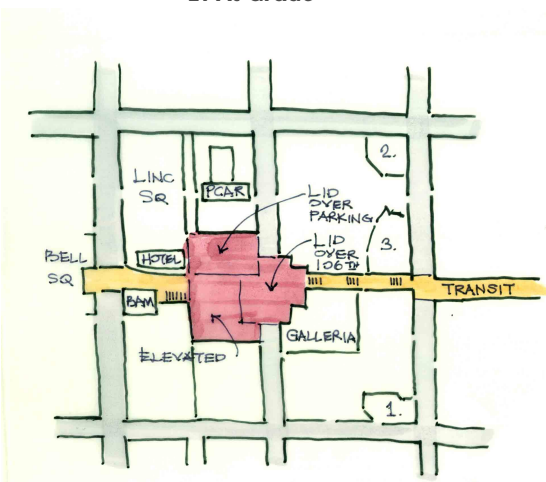 2.
LINC
SQ
PCAR
LID
OVER
PARKING
LID
OVER
106TH
3.
HOTEL
BELL
SQ
BAM
TRANSIT
GALLERIA
ELEVATED
1.